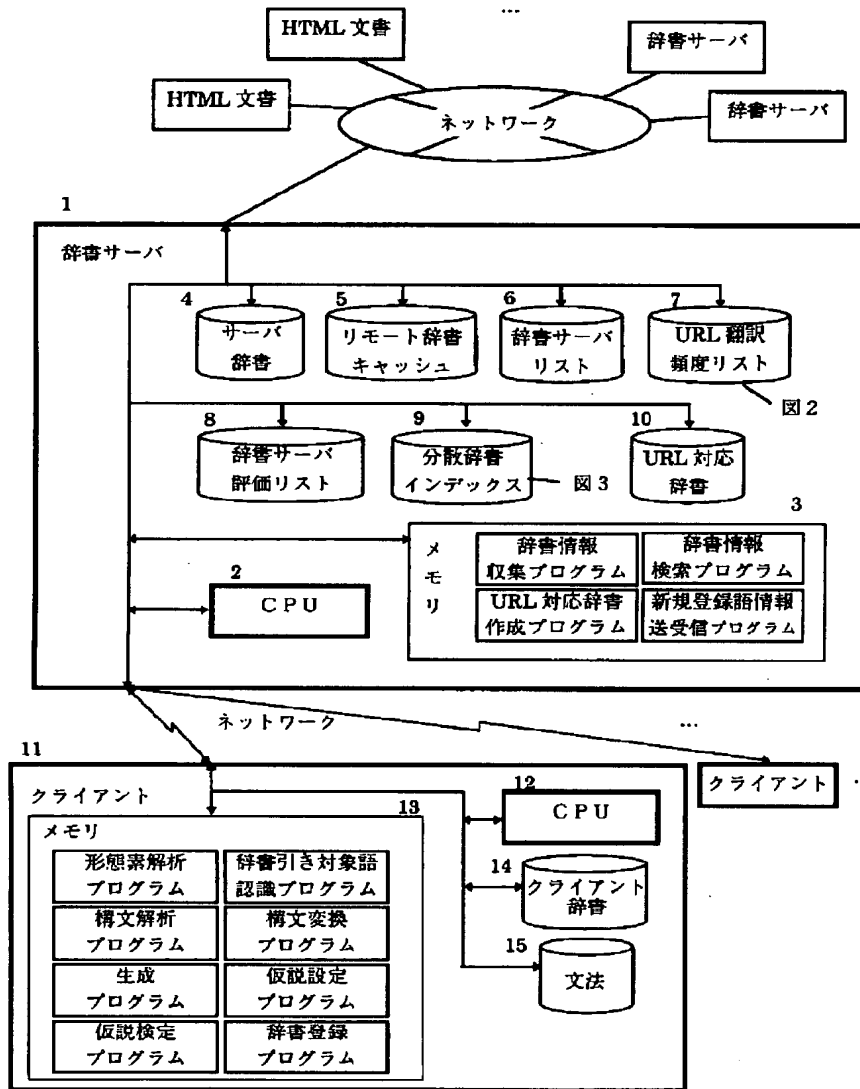 …
HTML 文書
辞書サーバ
HTML 文書
辞書サーバ
ネットワーク
1
辞書サーバ
4
5
6
7
サーバ
辞書
リモート辞書
キャッシュ
辞書サーバ
リスト
URL 翻訳
頻度リスト
図2
8
9
10
辞書サーバ
評価リスト
分散辞書
インデックス
図3
URL 対応
辞書
3
メモリ
辞書情報
収集プログラム
辞書情報
検索プログラム
URL 対応辞書
作成プログラム
新規登録語情報
送受信プログラム
2
CPU
ネットワーク
…
11
クライアント
クライアント
13
メモリ
形態素解析
プログラム
辞書引き対象語
認識プログラム
構文解析
プログラム
構文変換
プログラム
生成
プログラム
仮説設定
プログラム
仮説検定
プログラム
辞書登録
プログラム
12
CPU
14
クライアント
辞書
15
文法